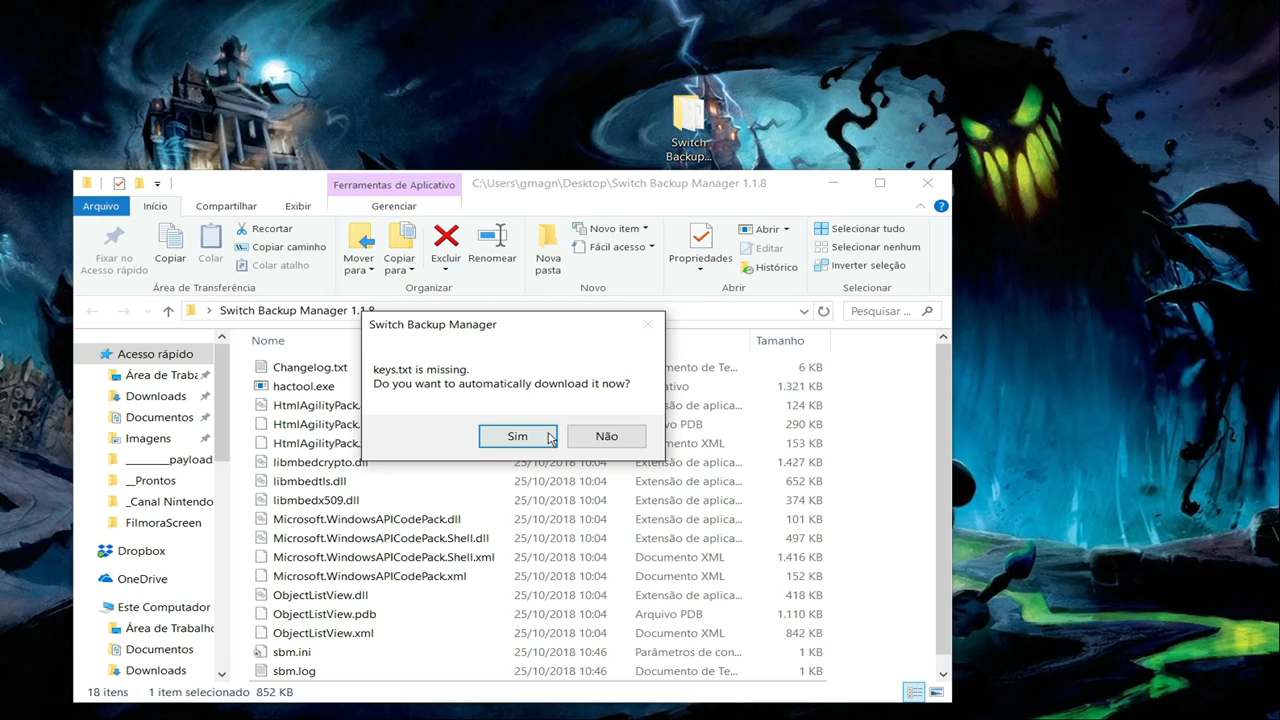 Switch
Backup...
Ferramentas de Aplicativo
C:\Users\gmagn\Desktop\Switch Backup Manager 1.1.8
Arquivo
Início
Compartilhar
Exibir
Gerenciar
Fixar no
Acesso rápido
Copiar
Colar
Recortar
Copiar caminho
Colar atalho
Área de Transferência
Mover
para
Copiar
para
Excluir
Renomear
Organizar
Nova
pasta
Novo item
Fácil acesso
Novo
Propriedades
Abrir
Editar
Histórico
Abrir
Selecionar tudo
Selecionar nenhum
Inverter seleção
Selecionar
Switch Backup Manager 1.1.8
Pesquisar ...
Nome
Tamanho
Acesso rápido
Área de Traba
Downloads
Documentos
Imagens
________payload
__Prontos
_Canal Nintendo
FilmoraScreen
Dropbox
OneDrive
Este Computador
Área de Trabalho
Documentos
Downloads
Changelog.txt mento de Te... 6 KB
hactool.exe ativo 1.321 KB
HtmlAgilityPack. são de aplica... 124 KB
HtmlAgilityPack. vo PDB 290 KB
HtmlAgilityPack. mento XML 153 KB
libmbedcrypto.dll 25/10/2018 10:04 Extensão de aplica... 1.427 KB
libmbedtls.dll 25/10/2018 10:04 Extensão de aplica... 652 KB
libmbedx509.dll 25/10/2018 10:04 Extensão de aplica... 374 KB
Microsoft.WindowsAPICodePack.dll 25/10/2018 10:04 Extensão de aplica... 101 KB
Microsoft.WindowsAPICodePack.Shell.dll 25/10/2018 10:04 Extensão de aplica... 497 KB
Microsoft.WindowsAPICodePack.Shell.xml 25/10/2018 10:04 Documento XML 1.416 KB
Microsoft.WindowsAPICodePack.xml 25/10/2018 10:04 Documento XML 152 KB
ObjectListView.dll 25/10/2018 10:04 Extensão de aplica... 418 KB
ObjectListView.pdb 25/10/2018 10:04 Arquivo PDB 1.110 KB
ObjectListView.xml 25/10/2018 10:04 Documento XML 842 KB
sbm.ini 25/10/2018 10:46 Parâmetros de con... 1 KB
sbm.log 25/10/2018 10:46 Documento de Te... 1 KB
Switch Backup Manager
keys.txt is missing.
Do you want to automatically download it now?
Sim
Não
18 itens 1 item selecionado 852 KB